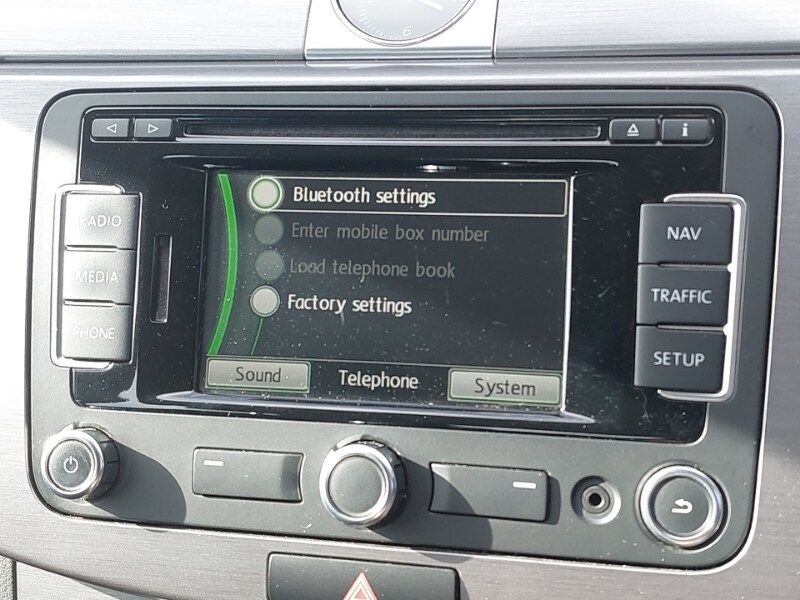 6
i
RADIO
MEDIA
PHONE
Bluetooth settings
Enter mobile box number
Load telephone book
Factory settings
Sound
Telephone
System
NAV
TRAFFIC
SETUP